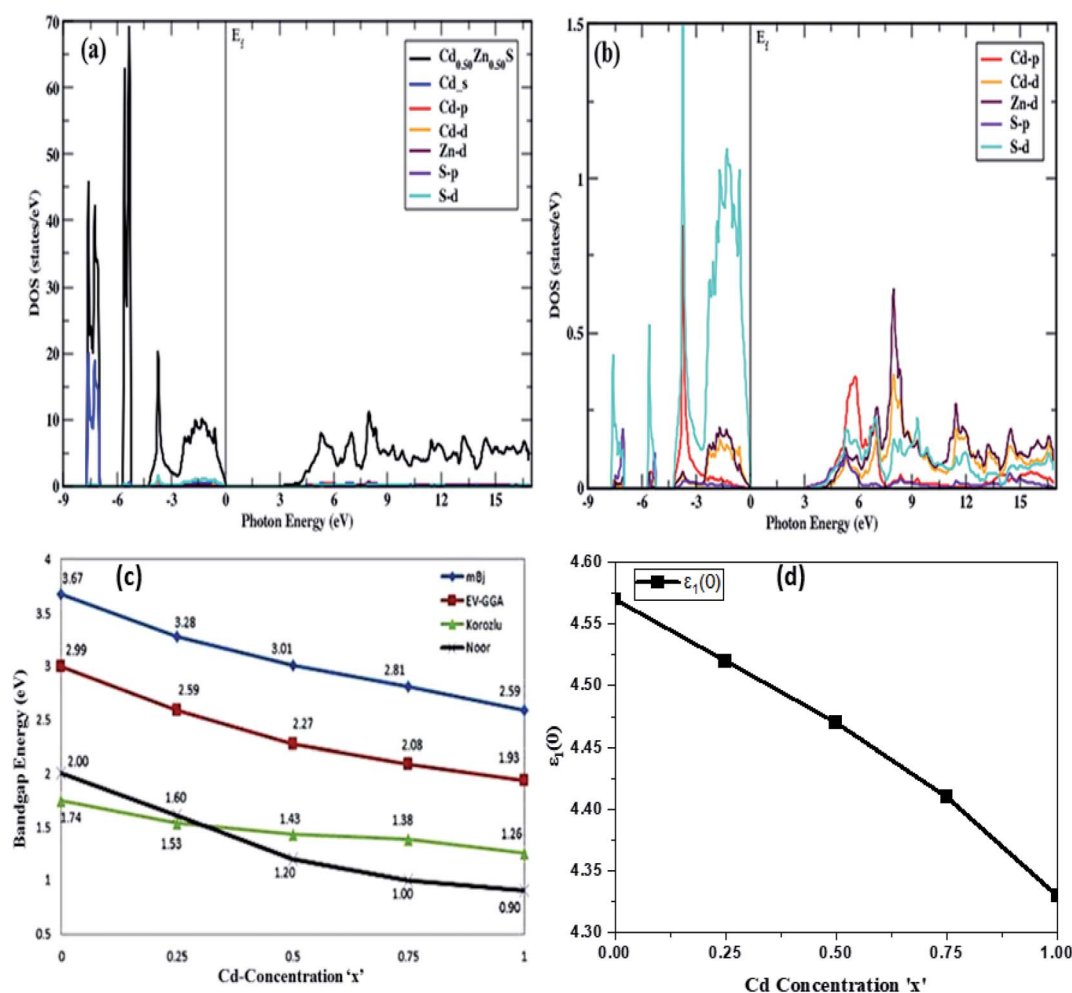 (a)
E_f
Cd_0.50Zn_0.50S
Cd_s
Cd-p
Cd-d
Zn-d
S-p
S-d
70
60
50
40
30
20
10
0
DOS (states/eV)
-9 -6 -3 0 3 6 9 12 15
Photon Energy (eV)
(b)
E_f
Cd-p
Cd-d
Zn-d
S-p
S-d
1.5
1
0.5
0
DOS (states/eV)
-9 -6 -3 0 3 6 9 12 15
Photon Energy (eV)
(c)
mBj
EV-GGA
Korozlu
Noor
4
3.5
3
2.5
2
1.5
1
0.5
Bandgap Energy (eV)
3.67 3.28 3.01 2.81 2.59
2.99 2.59 2.27 2.08 1.93
2.00 1.60 1.43 1.38 1.26
1.74 1.53 1.20 1.00 0.90
0 0.25 0.5 0.75 1
Cd-Concentration ‘x’
(d)
ε₁(0)
4.60
4.55
4.50
4.45
4.40
4.35
4.30
ε₁(0)
0.00 0.25 0.50 0.75 1.00
Cd Concentration 'x'